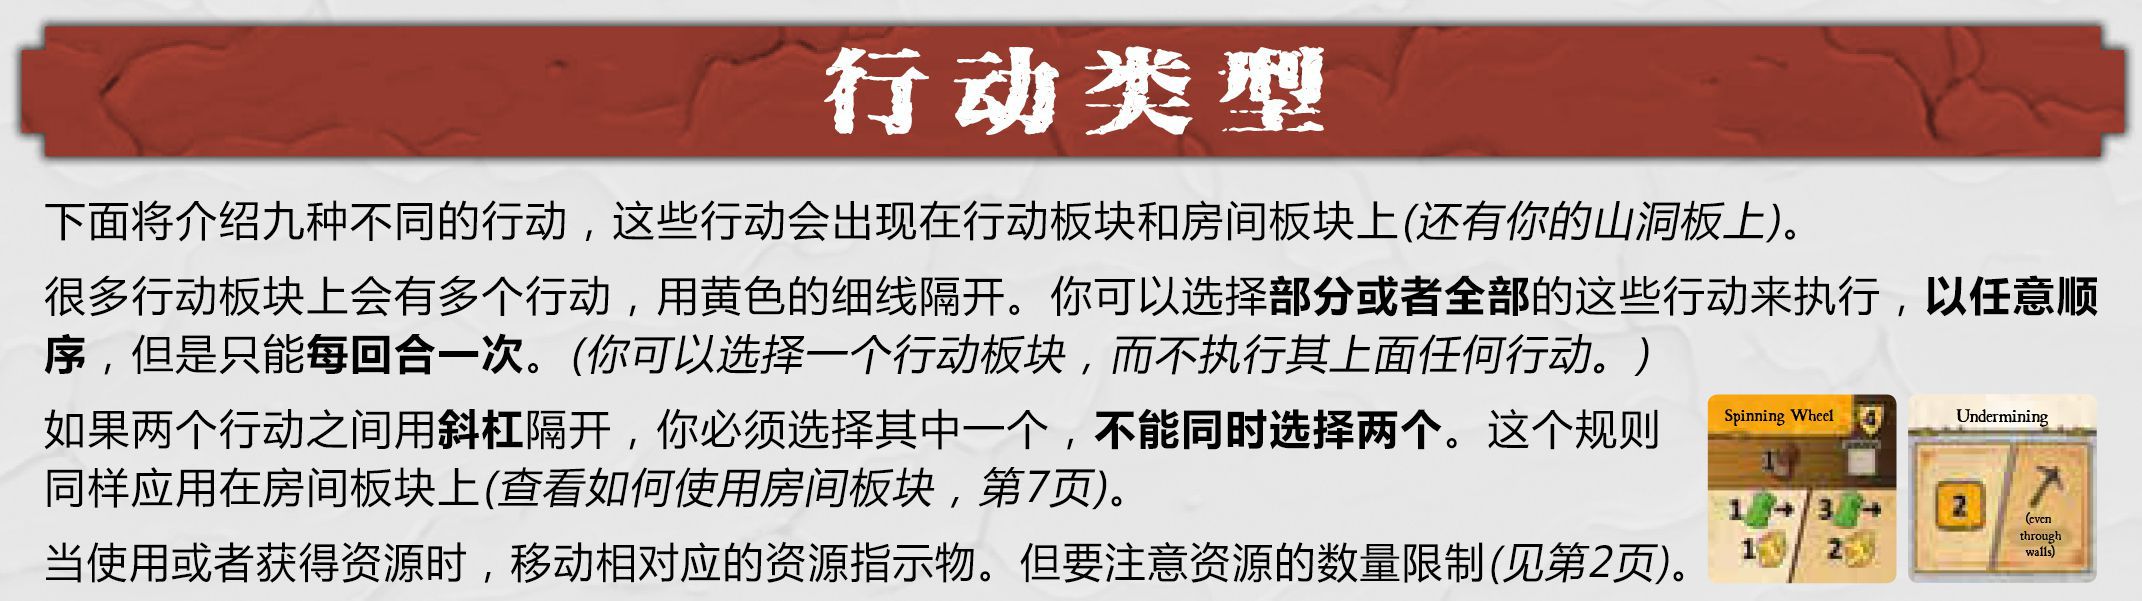 行动类型
下面将介绍九种不同的行动，这些行动会出现在行动板块和房间板块上(还有你的山洞板上)。
很多行动板块上会有多个行动，用黄色的细线隔开。你可以选择部分或者全部的这些行动来执行，以任意顺
序，但是只能每回合一次。(你可以选择一个行动板块，而不执行其上面任何行动。)
如果两个行动之间用斜杠隔开，你必须选择其中一个，不能同时选择两个。这个规则
同样应用在房间板块上(查看如何使用房间板块，第7页)。
当使用或者获得资源时，移动相对应的资源指示物。但要注意资源的数量限制(见第2页)。
Spinning Wheel 4
1
1 3
1 2
Undermining
2
(even
through
walls)